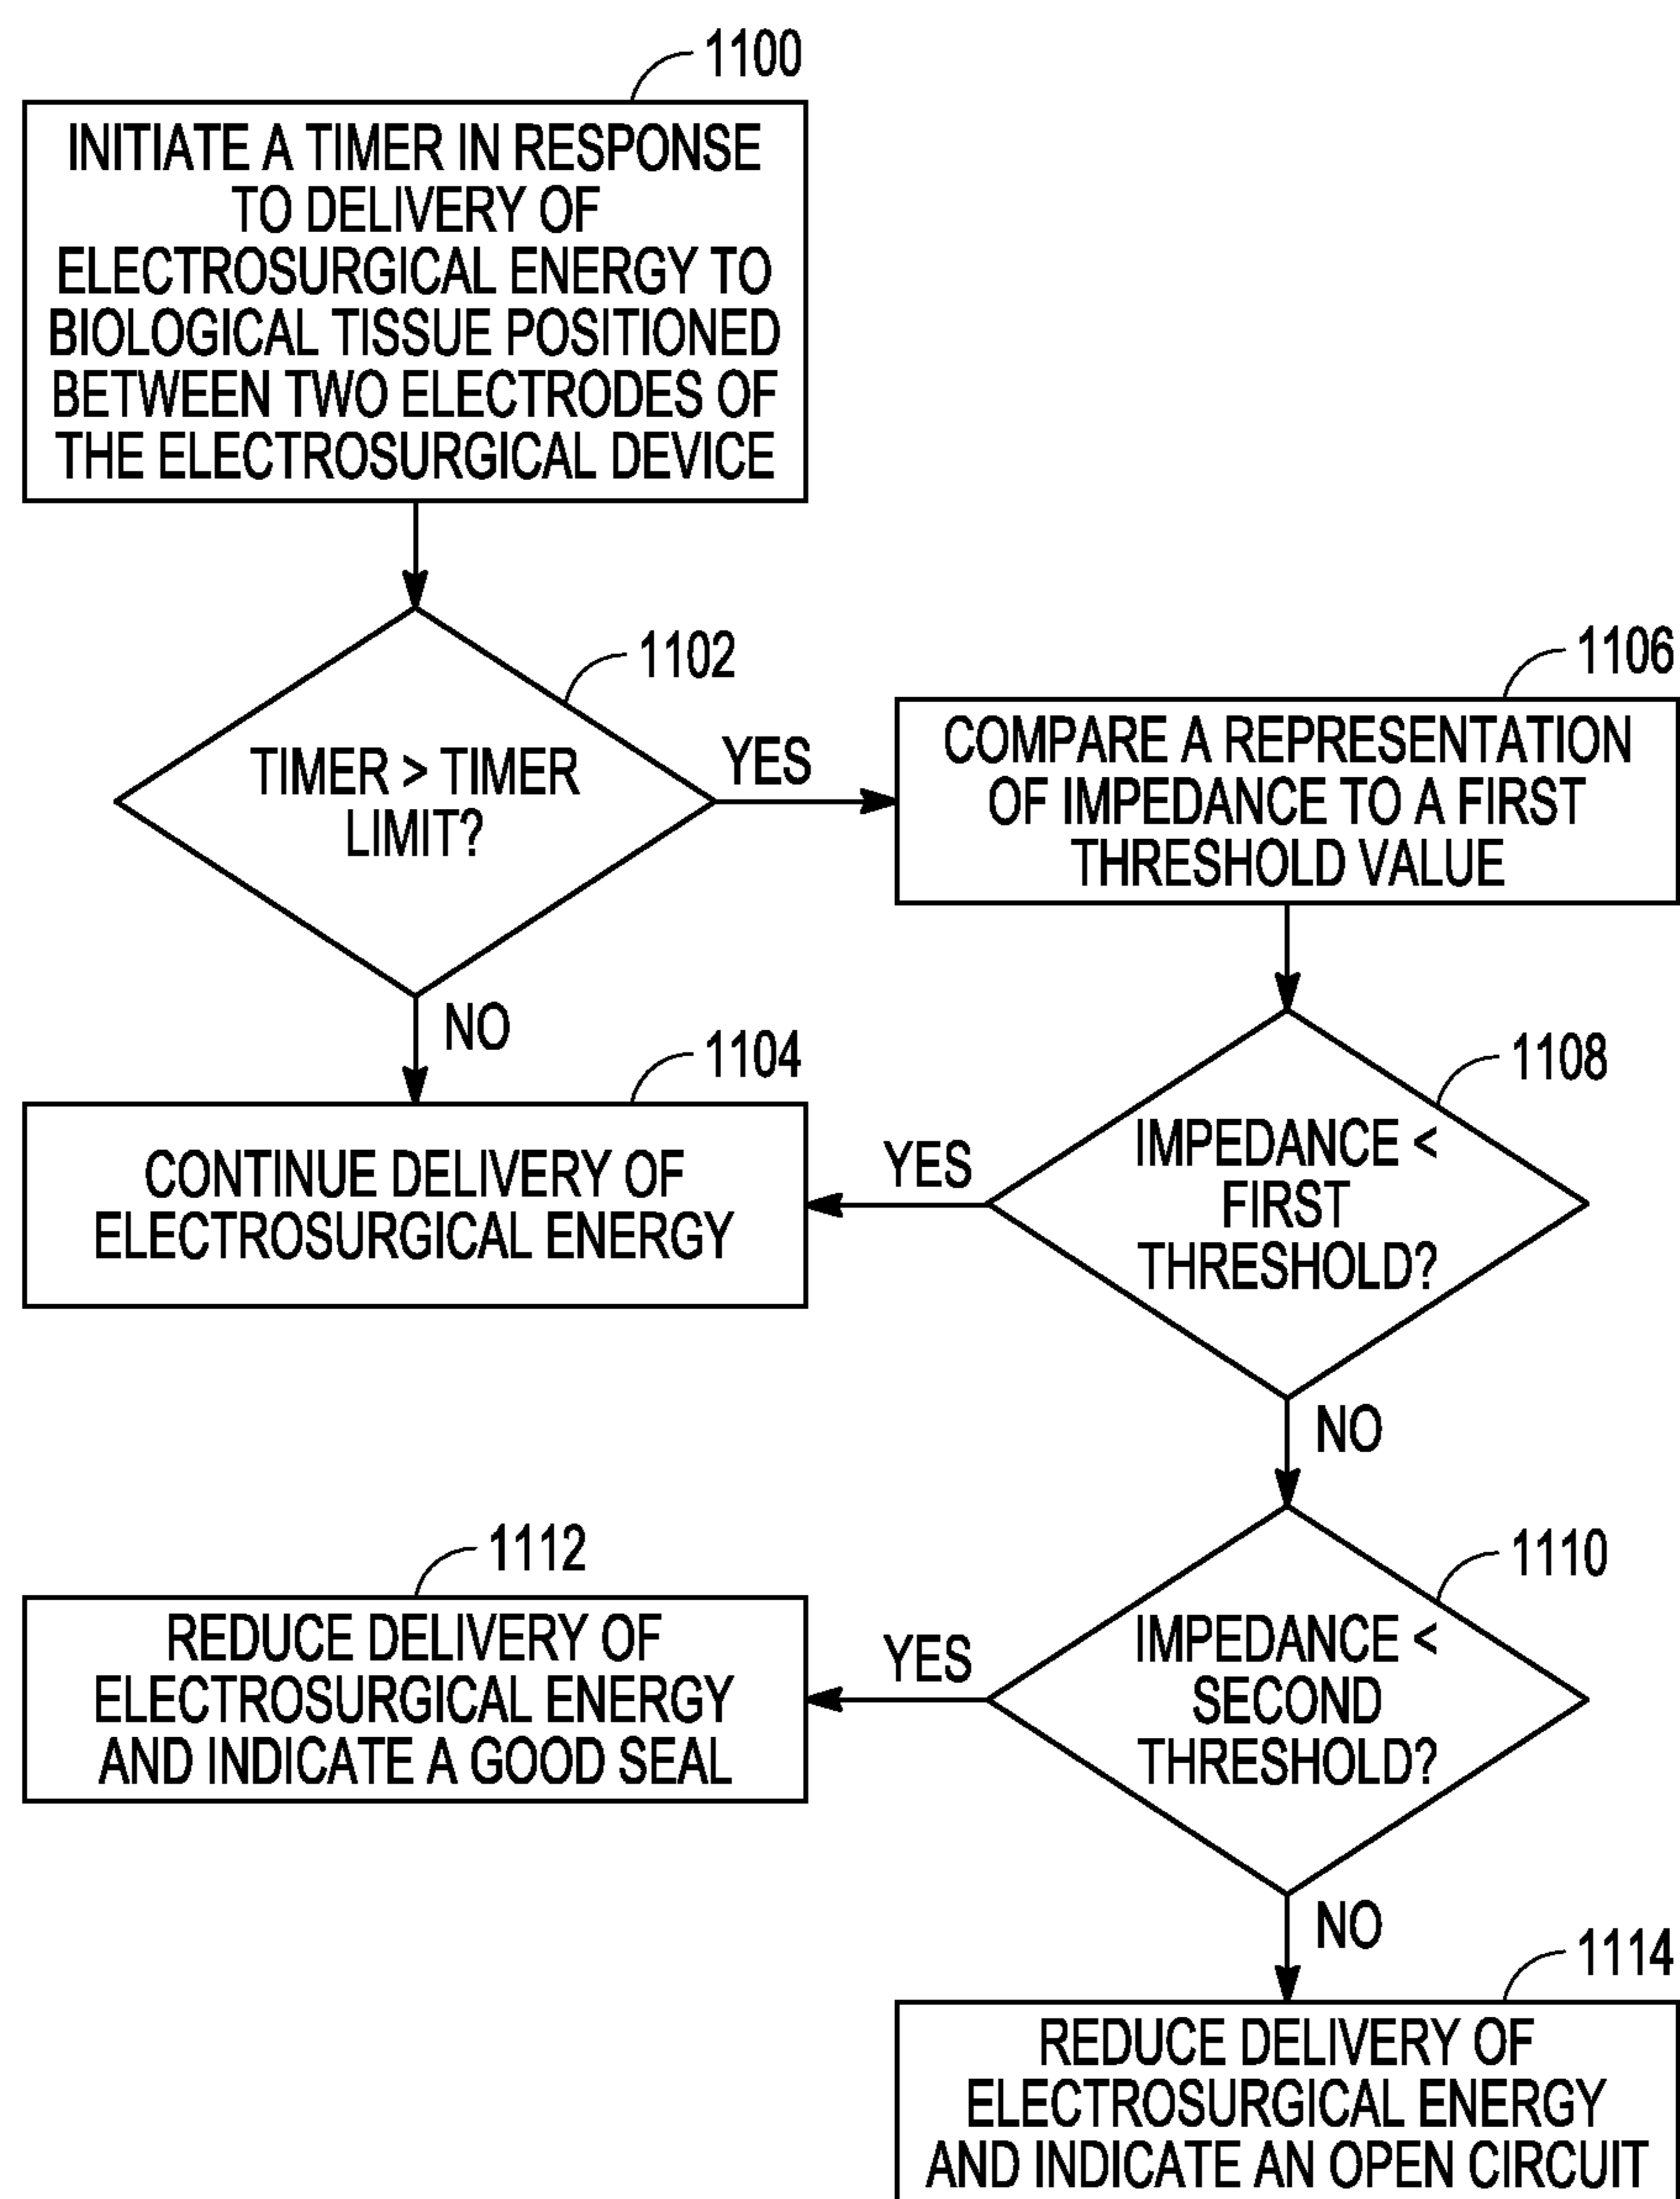 1100
INITIATE A TIMER IN RESPONSE
TO DELIVERY OF
ELECTROSURGICAL ENERGY TO
BIOLOGICAL TISSUE POSITIONED
BETWEEN TWO ELECTRODES OF
THE ELECTROSURGICAL DEVICE
1102
TIMER > TIMER
LIMIT?
YES
NO
1106
COMPARE A REPRESENTATION
OF IMPEDANCE TO A FIRST
THRESHOLD VALUE
1104
CONTINUE DELIVERY OF
ELECTROSURGICAL ENERGY
1108
IMPEDANCE <
FIRST
THRESHOLD?
YES
NO
1110
IMPEDANCE <
SECOND
THRESHOLD?
YES
NO
1112
REDUCE DELIVERY OF
ELECTROSURGICAL ENERGY
AND INDICATE A GOOD SEAL
1114
REDUCE DELIVERY OF
ELECTROSURGICAL ENERGY
AND INDICATE AN OPEN CIRCUIT